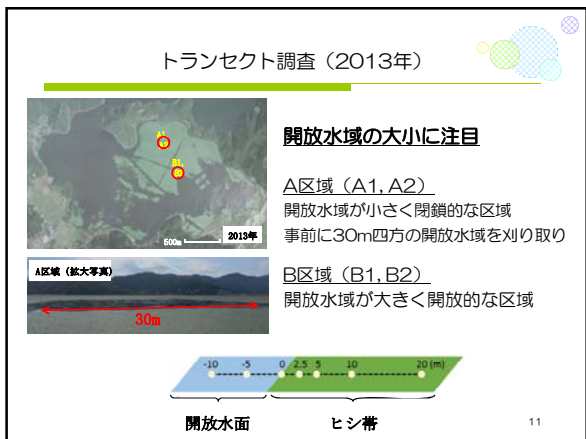 トランセクト調査（2013年）
A1,
A2
B1,
B2
500m
2013年
開放水域の大小に注目
A区域（A1, A2）
開放水域が小さく閉鎖的な区域
事前に30m四方の開放水域を刈り取り
A区域（拡大写真）
30m
B区域（B1, B2）
開放水域が大きく開放的な区域
-10 -5 0 2.5 5 10 20 (m)
開放水面 ヒシ帯
11